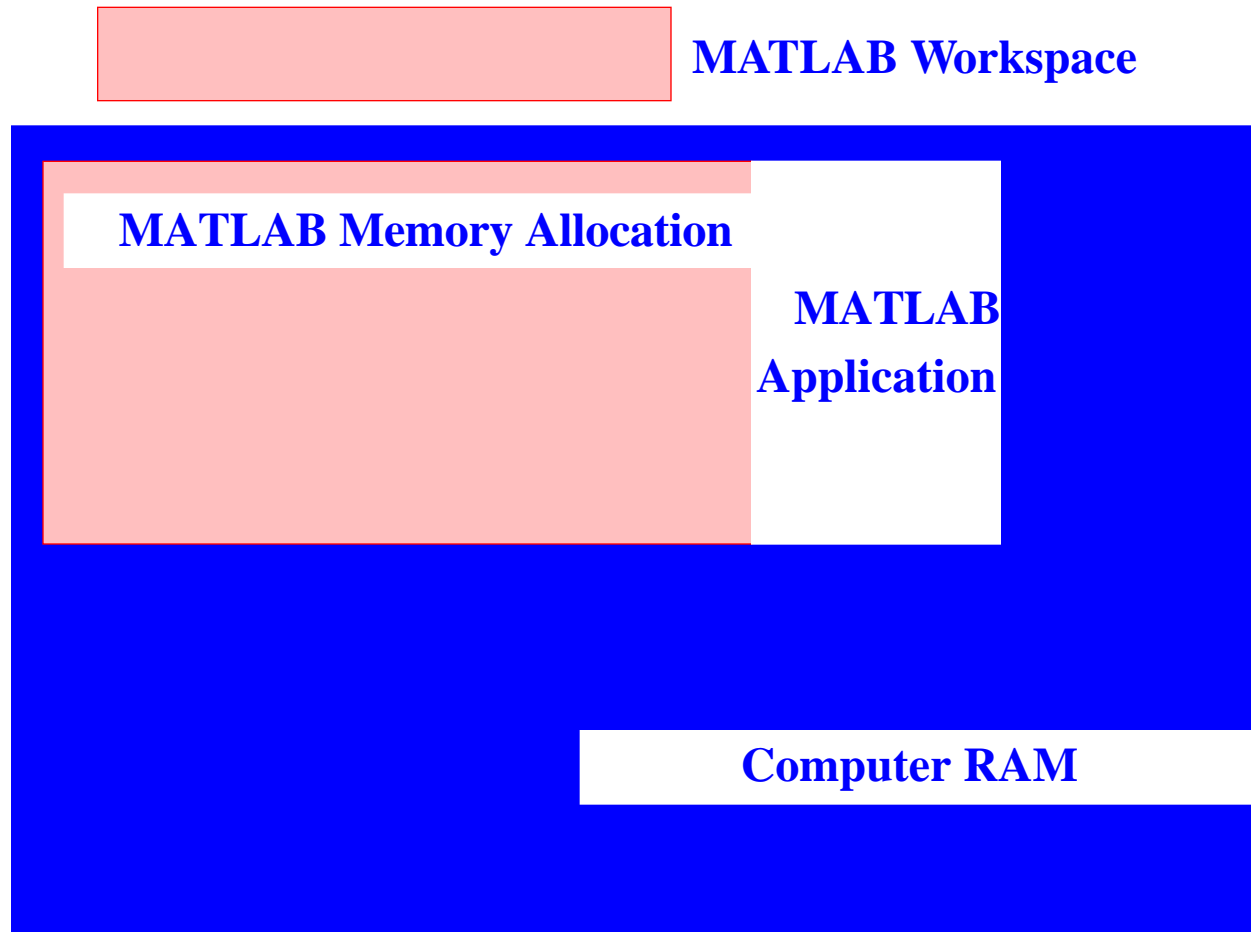 MATLAB Workspace
MATLAB Memory Allocation
MATLAB
Application
Computer RAM